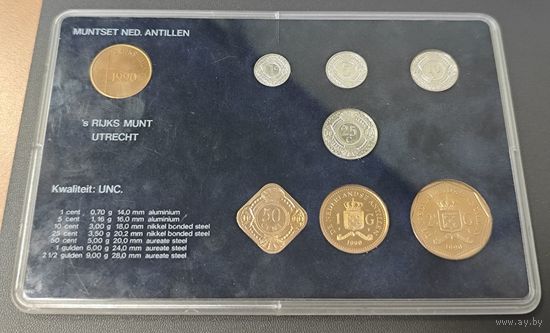 MUNTSET NED. ANTILLEN
1990
's RIJKS MUNT
UTRECHT
25
Kwaliteit: UNC.
1 cent 0,70 g 14,0 mm aluminium
5 cent 1,16 g 16,0 mm aluminium
10 cent 3,00 g 18,0 mm nikkel bonded steel
25 cent 3,50 g 20,2 mm nikkel bonded steel
50 cent 5,00 g 20,0 mm aureate steel
1 gulden 6,00 g 24,0 mm aureate steel
2 1/2 gulden 9,00 g 28,0 mm aureate steel
50
NEDERLANDSE ANTILLEN
1 G
1990
www.ay.by